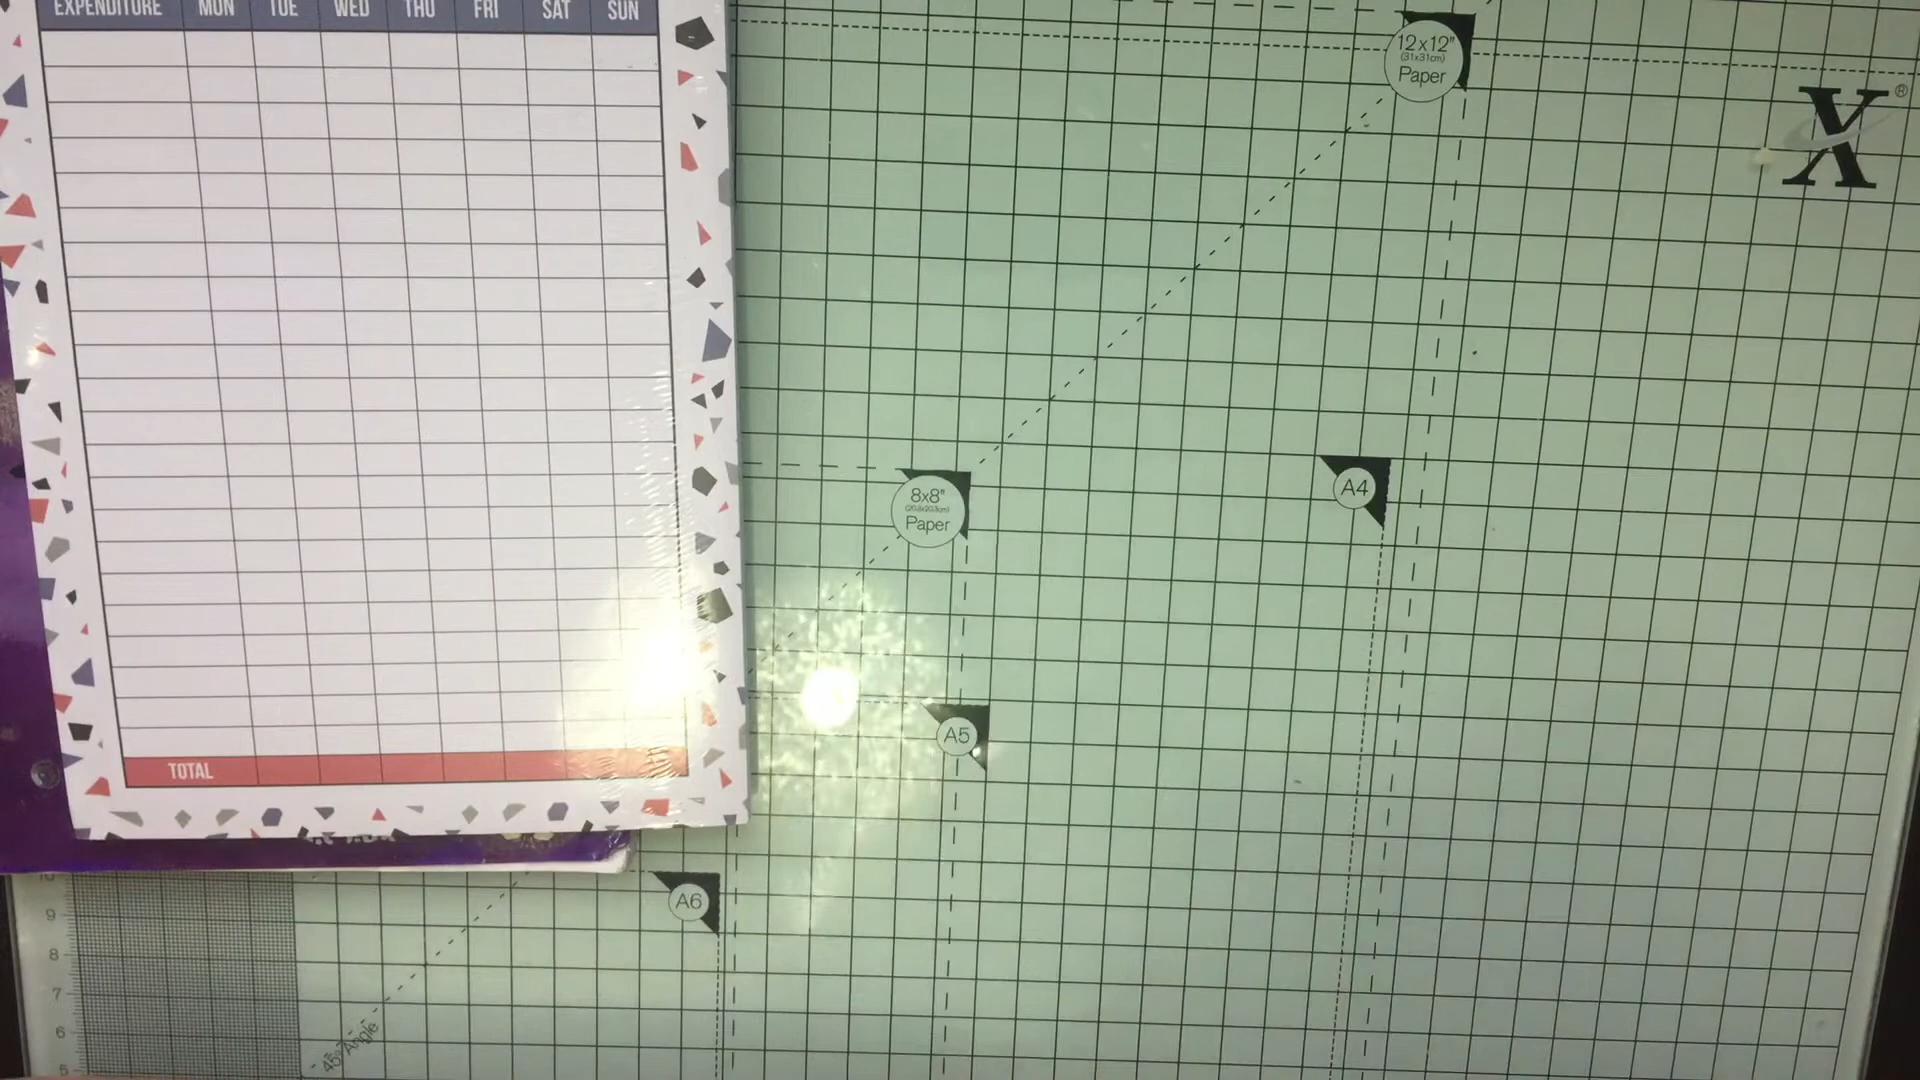 EXPENDITURE MON TUE WED THU FRI SAT SUN
12x12"
(31x31cm)
Paper
X®
8x8"
Paper
A4
A5
TOTAL
A6
10
9
8
7
6
5
45° Angle